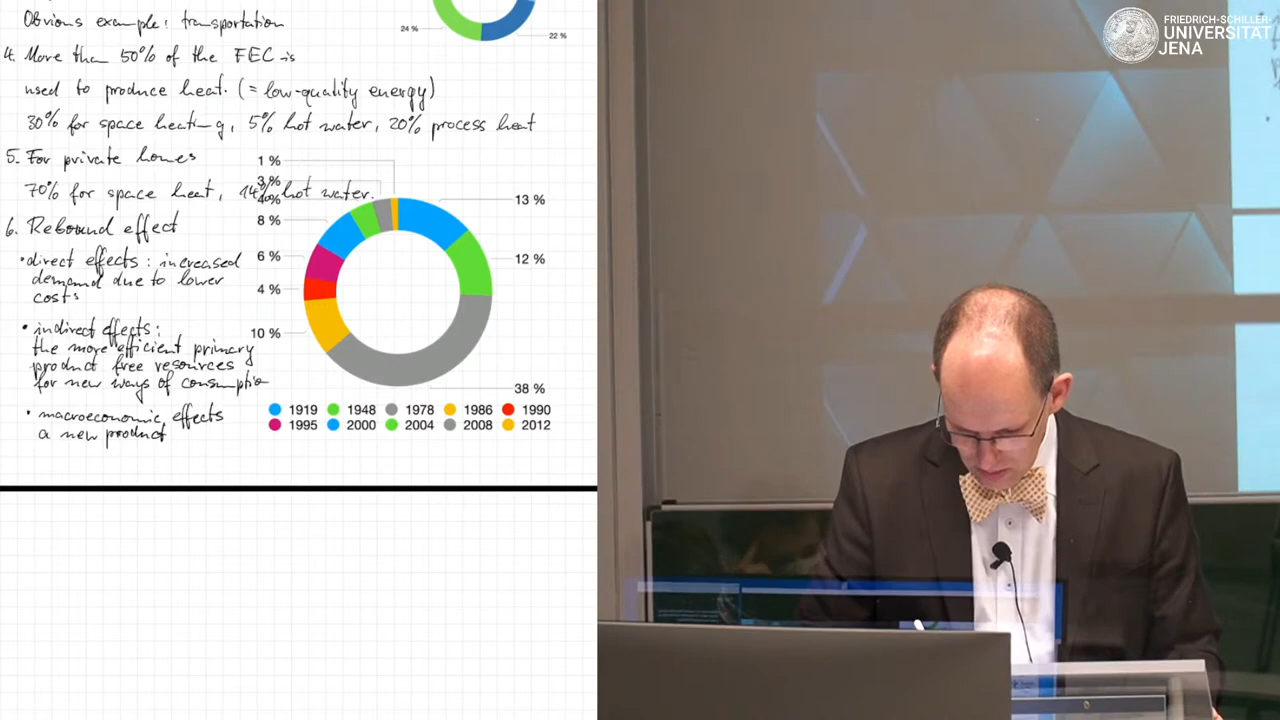 Obvious example: transportation
24 %
22 %
4. More than 50% of the FEC is
used to produce heat. (= low-quality energy)
30% for space heating, 5% hot water, 20% process heat
5. For private homes
70% for space heat, 14% hot water.
6. Rebound effect
• direct effects: increased
demand due to lower
costs
• indirect effects:
the more efficient primary
product free resources
for new ways of consumption
• macroeconomic effects
a new product
1 %
3 %
4 %
8 %
6 %
4 %
10 %
13 %
12 %
38 %
1919 1948 1978 1986 1990
1995 2000 2004 2008 2012
FRIEDRICH-SCHILLER-
UNIVERSITÄT
JENA